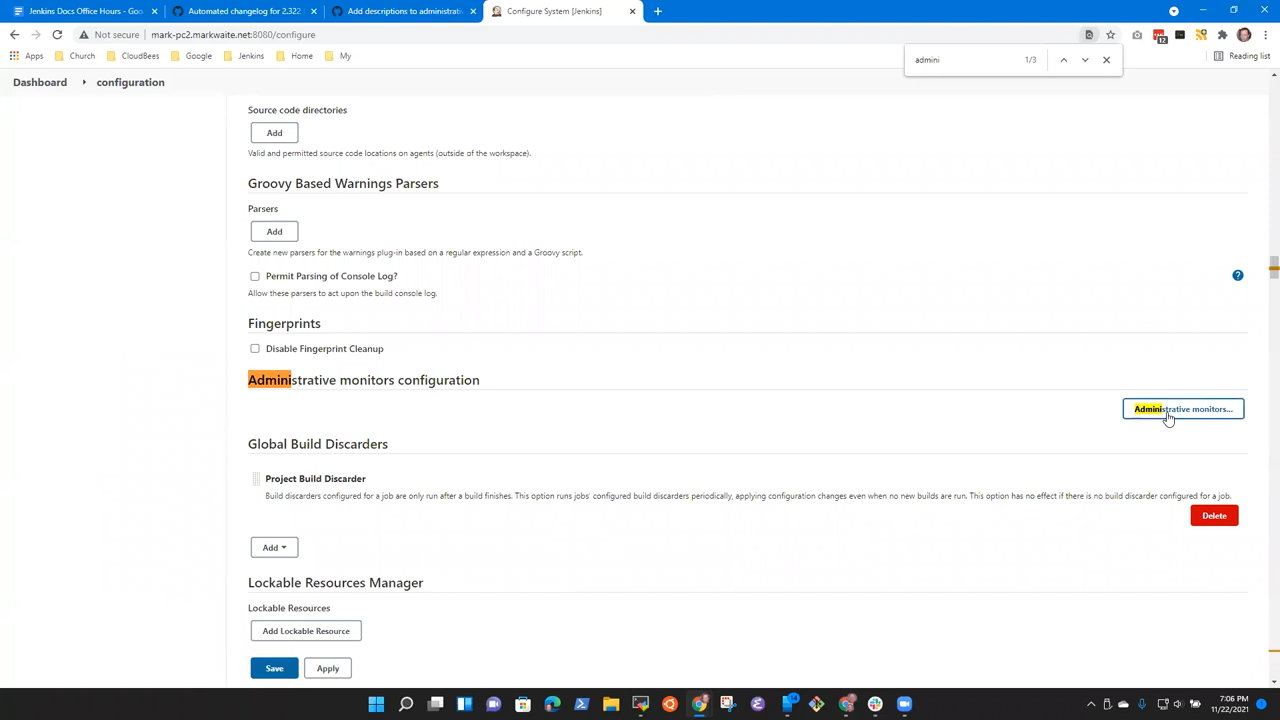 Jenkins Docs Office Hours - Goo
Automated changelog for 2.322
Add descriptions to administrati
Configure System [Jenkins]
Not secure
mark-pc2.markwaite.net:8080/configure
12
Apps
Church
CloudBees
Google
Jenkins
Home
My
Reading list
admini
1/3
Dashboard
configuration
Source code directories
Add
Valid and permitted source code locations on agents (outside of the workspace).
Groovy Based Warnings Parsers
Parsers
Add
Create new parsers for the warnings plug-in based on a regular expression and a Groovy script.
Permit Parsing of Console Log?
?
Allow these parsers to act upon the build console log.
Fingerprints
Disable Fingerprint Cleanup
Administrative monitors configuration
Administrative monitors...
Global Build Discarders
Project Build Discarder
Build discarders configured for a job are only run after a build finishes. This option runs jobs' configured build discarders periodically, applying configuration changes even when no new builds are run. This option has no effect if there is no build discarder configured for a job.
Delete
Add
Lockable Resources Manager
Lockable Resources
Add Lockable Resource
Save
Apply
7:06 PM
11/22/2021